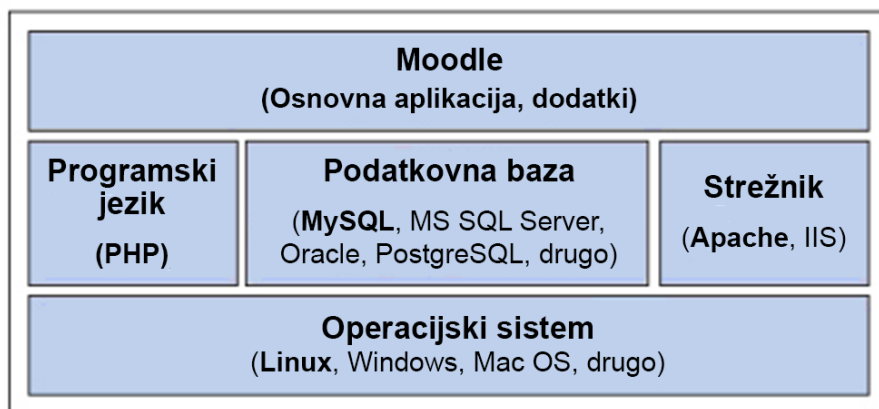 Moodle
(Osnovna aplikacija, dodatki)
Programski
jezik
(PHP)
Podatkovna baza
(MySQL, MS SQL Server,
Oracle, PostgreSQL, drugo)
Strežnik
(Apache, IIS)
Operacijski sistem
(Linux, Windows, Mac OS, drugo)